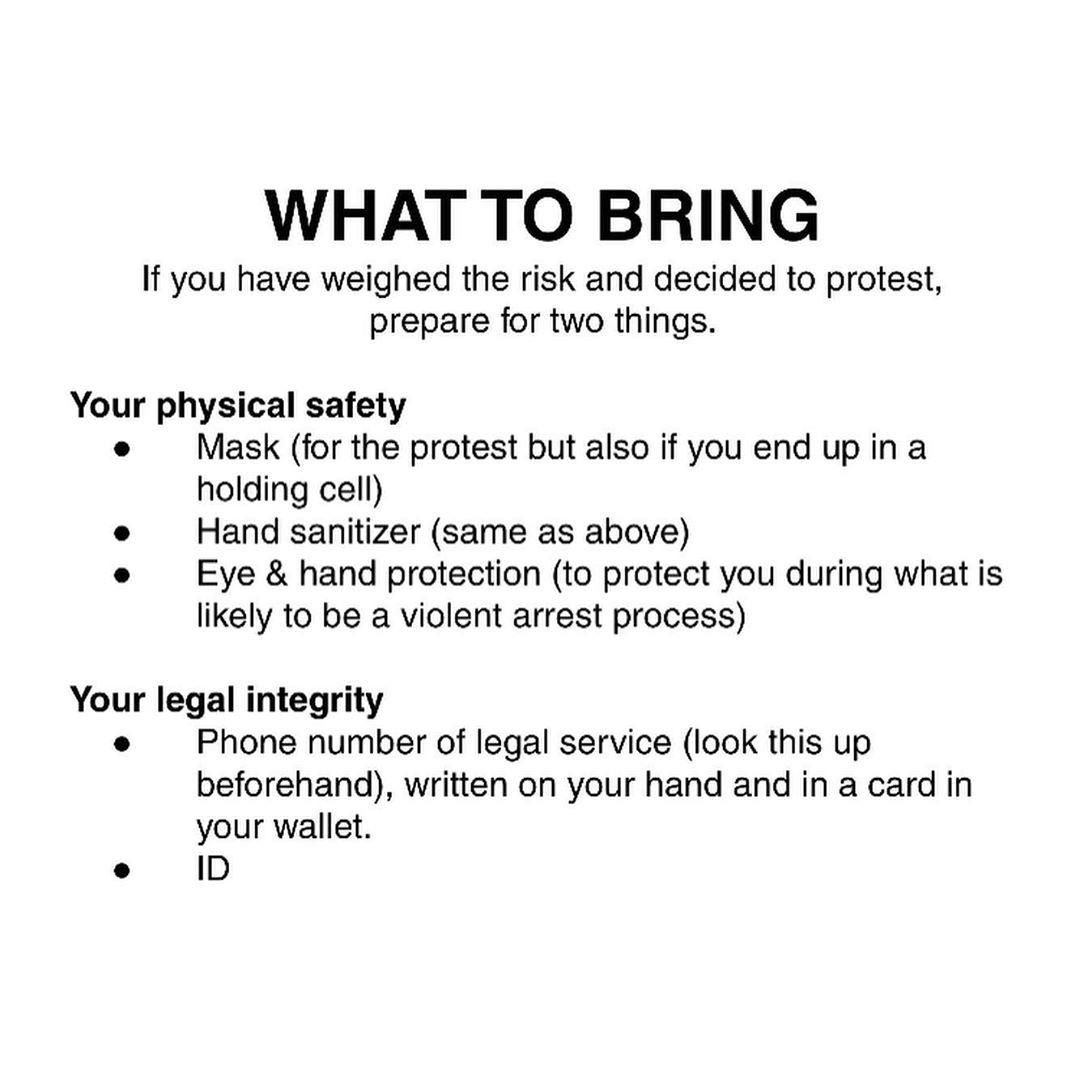 WHAT TO BRING
If you have weighed the risk and decided to protest,
prepare for two things.
Your physical safety
● Mask (for the protest but also if you end up in a
holding cell)
● Hand sanitizer (same as above)
● Eye & hand protection (to protect you during what is
likely to be a violent arrest process)
Your legal integrity
● Phone number of legal service (look this up
beforehand), written on your hand and in a card in
your wallet.
● ID